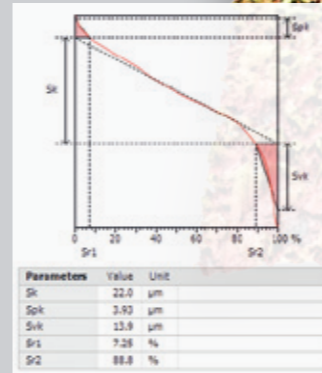 Spk
Sk
Svk
0 20 40 60 80 100 %
Sr1 Sr2
Parameters Value Unit
Sk 22.0 µm
Spk 3.93 µm
Svk 13.9 µm
Sr1 7.26 %
Sr2 88.8 %